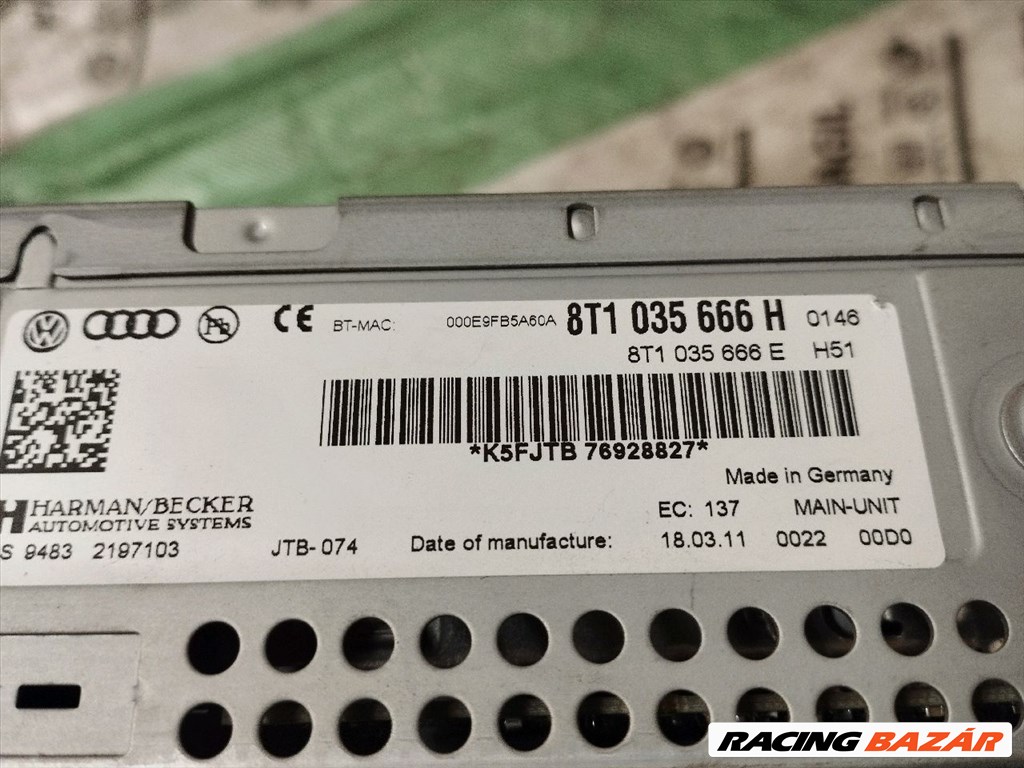 BT-MAC: 000E9FB5A60A 8T1 035 666 H 0146
8T1 035 666 E H51
*K5FJTB 76928827*
Made in Germany
HARMAN/BECKER
AUTOMOTIVE SYSTEMS
EC: 137 MAIN-UNIT
S 9483 2197103 JTB-074 Date of manufacture: 18.03.11 0022 00D0
RACING BAZÁR